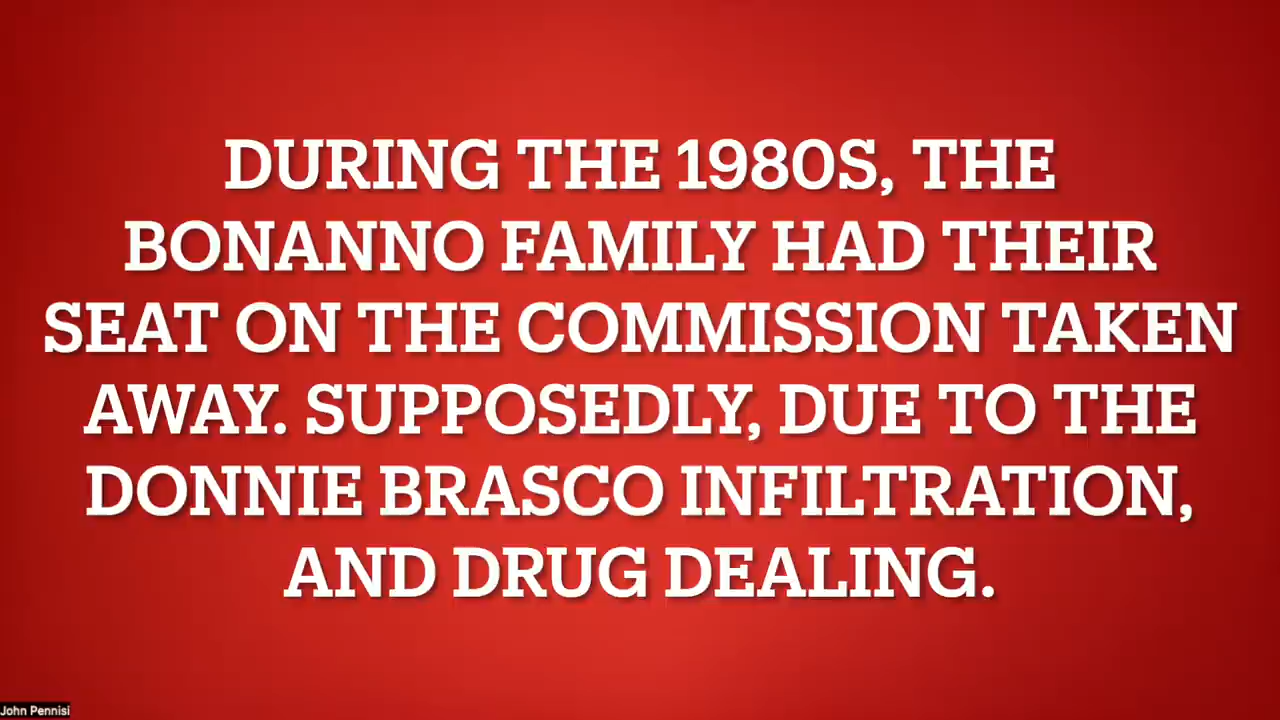 DURING THE 1980S, THE
BONANNO FAMILY HAD THEIR
SEAT ON THE COMMISSION TAKEN
AWAY. SUPPOSEDLY, DUE TO THE
DONNIE BRASCO INFILTRATION,
AND DRUG DEALING.
John Pennisi